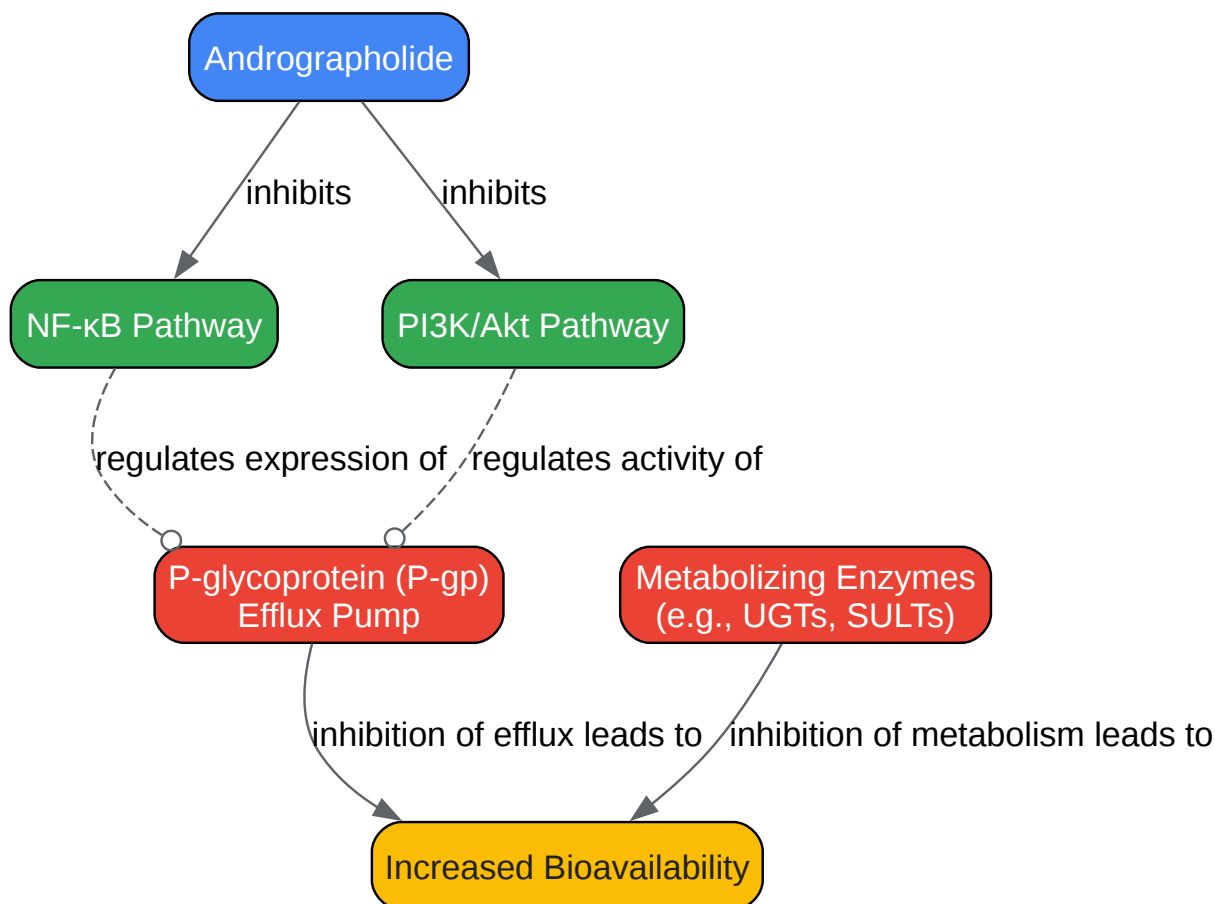 Andrographolide
inhibits
inhibits
NF-κB Pathway
PI3K/Akt Pathway
regulates expression of
regulates activity of
P-glycoprotein (P-gp)
Efflux Pump
Metabolizing Enzymes
(e.g., UGTs, SULTs)
inhibition of efflux leads to
inhibition of metabolism leads to
Increased Bioavailability